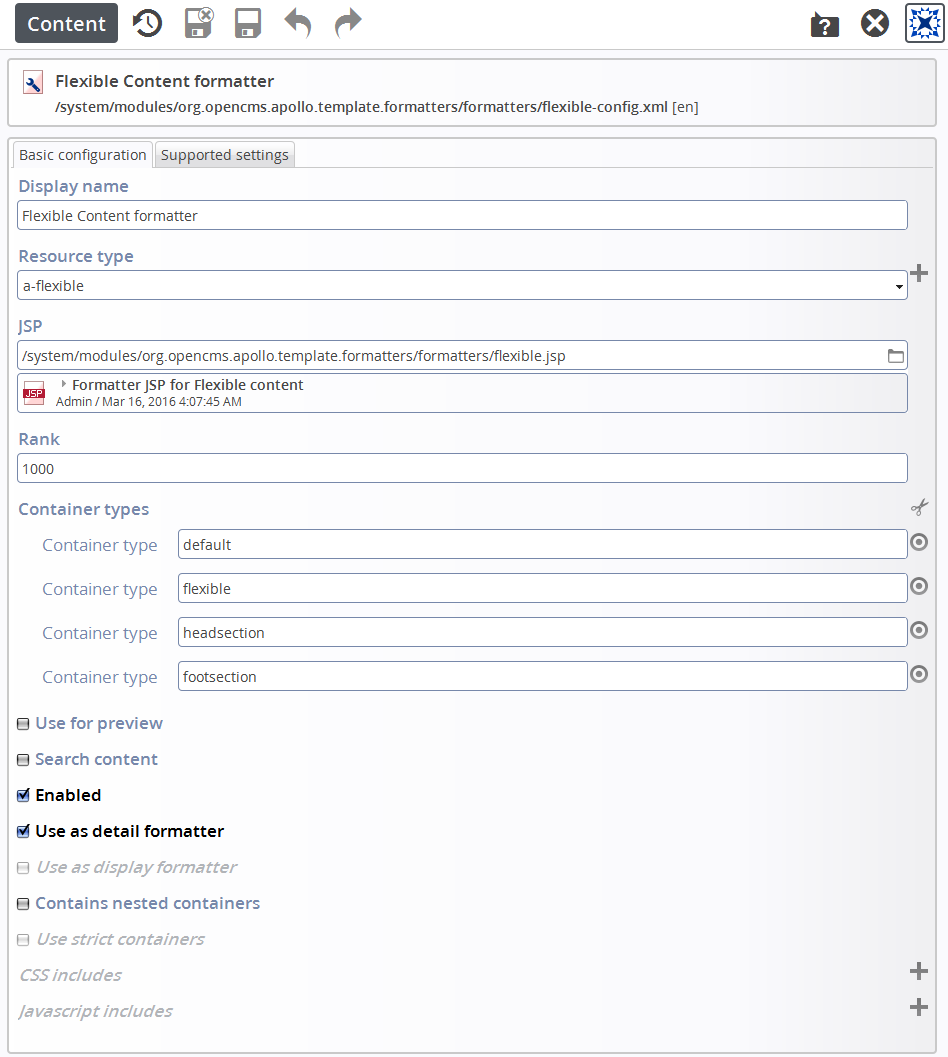 Content
Flexible Content formatter
/system/modules/org.opencms.apollo.template.formatters/formatters/flexible-config.xml [en]
Basic configuration Supported settings
Display name
Flexible Content formatter
Resource type
a-flexible
JSP
/system/modules/org.opencms.apollo.template.formatters/formatters/flexible.jsp
JSP Formatter JSP for Flexible content
Admin / Mar 16, 2016 4:07:45 AM
Rank
1000
Container types
Container type default
Container type flexible
Container type headsection
Container type footsection
Use for preview
Search content
Enabled
Use as detail formatter
Use as display formatter
Contains nested containers
Use strict containers
CSS includes
Javascript includes